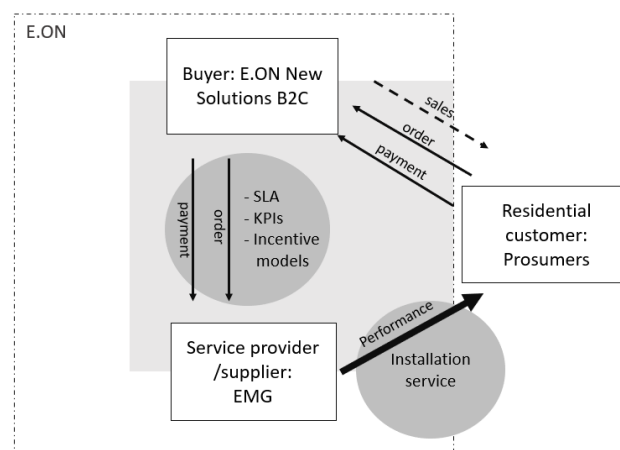 E.ON
Buyer: E.ON New
Solutions B2C
sales
order
payment
payment
order
- SLA
- KPIs
- Incentive
models
Residential
customer:
Prosumers
Performance
Service provider
/supplier:
EMG
Installation
service